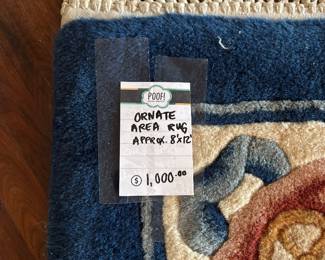 POOF!
ORNATE
AREA RUG
APPROX. 8'x12'
$ 1,000.00